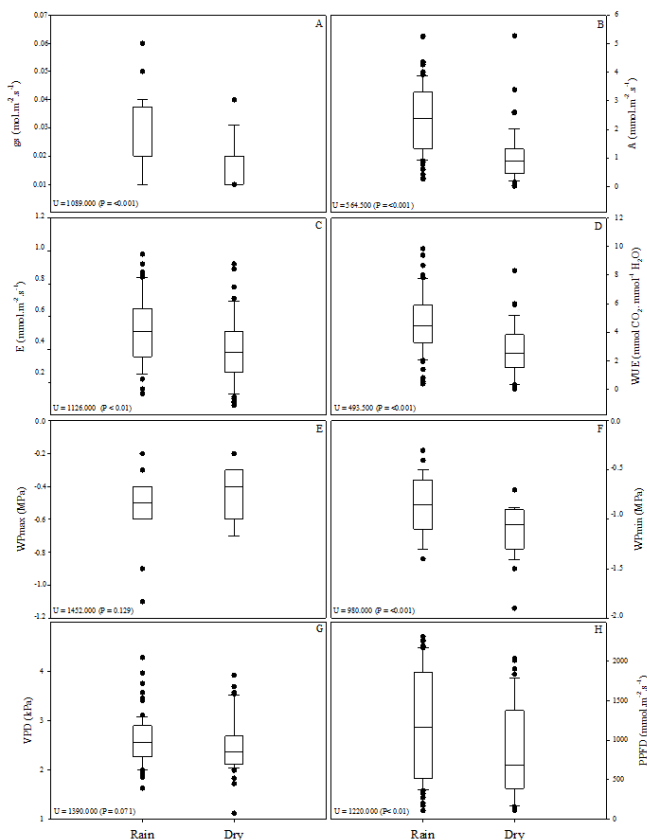 0.07
0.06
0.05
0.04
0.03
0.02
0.01
gs (mol.m⁻².s⁻¹)
A
U = 1089.000 (P = <0.001)
B
6
5
4
3
2
1
0
A (mmol.m⁻².s⁻¹)
U = 564.500 (P = <.001)
1.2
1.0
0.8
0.6
0.4
0.2
E (mmol.m⁻².s⁻¹)
C
U = 1126.000 (P < 0.01)
D
12
10
8
6
4
2
0
WUE (mmol CO₂. mmol⁻¹ H₂O)
U = 493.500 (P = <.001)
0.0
-0.2
-0.4
-0.6
-0.8
-1.0
-1.2
WPmax (MPa)
E
U = 1452.000 (P = 0.129)
F
0.0
-0.5
-1.0
-1.5
-2.0
WPmin (MPa)
U = 980.000 (P = <.001)
4
3
2
1
VPD (kPa)
G
U = 1390.000 (P = 0.071)
H
2000
1500
1000
500
0
PPFD (mmol.m⁻².s⁻¹)
U = 1220.000 (P< 0.01)
Rain Dry Rain Dry